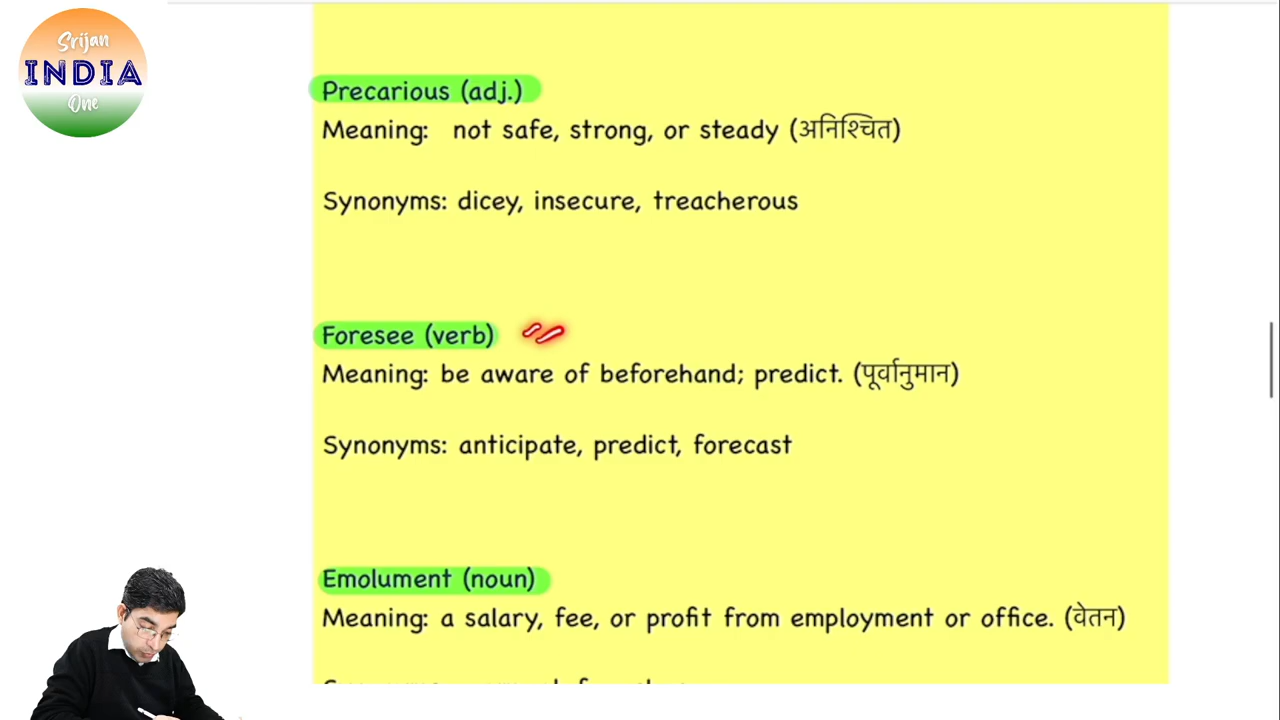 Srijan
INDIA
One
Precarious (adj.)
Meaning: not safe, strong, or steady (अनिश्चित)
Synonyms: dicey, insecure, treacherous
Foresee (verb)
Meaning: be aware of beforehand; predict. (पूर्वानुमान)
Synonyms: anticipate, predict, forecast
Emolument (noun)
Meaning: a salary, fee, or profit from employment or office. (वेतन)